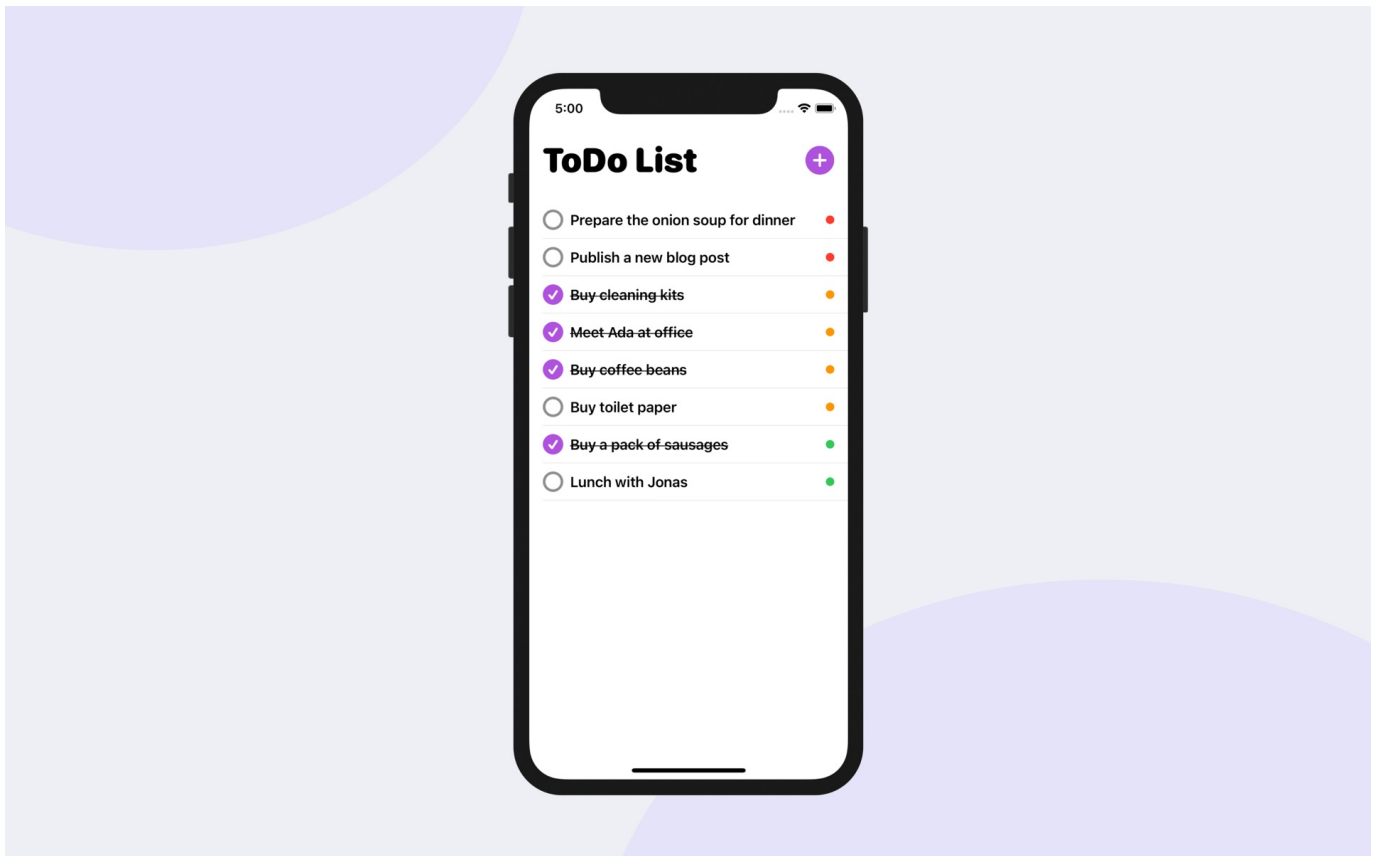 5:00
ToDo List
Prepare the onion soup for dinner
Publish a new blog post
Buy cleaning kits
Meet Ada at office
Buy coffee beans
Buy toilet paper
Buy a pack of sausages
Lunch with Jonas